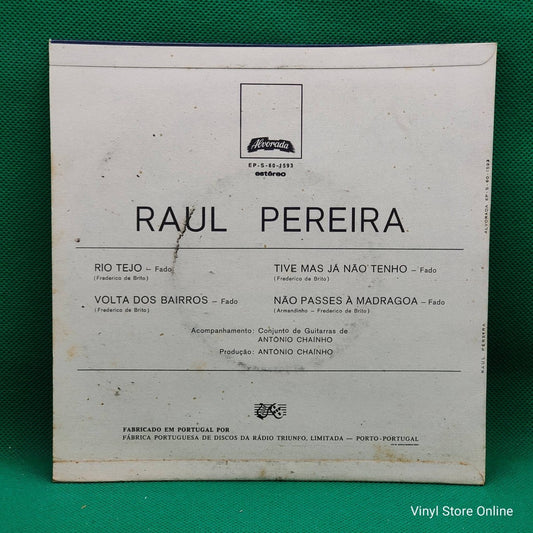 Alvorada
EP-S-60-1593
estéreo
RAUL PEREIRA
RIO TEJO – Fado
(Frederico de Brito)
VOLTA DOS BAIRROS – Fado
(Frederico de Brito)
TIVE MAS JÁ NÃO TENHO – Fado
(Frederico de Brito)
NÃO PASSES À MADRAGOA – Fado
(Armandinho – Frederico de Brito)
Acompanhamento: Conjunto de Guitarras de
ANTÓNIO CHAÍNHO
Produção: ANTÓNIO CHAÍNHO
FABRICADO EM PORTUGAL POR
FÁBRICA PORTUGUESA DE DISCOS DA RÁDIO TRIUNFO, LIMITADA — PORTO-PORTUGAL
ALVORADA EP-S-60-1593
RAUL PEREIRA
Vinyl Store Online